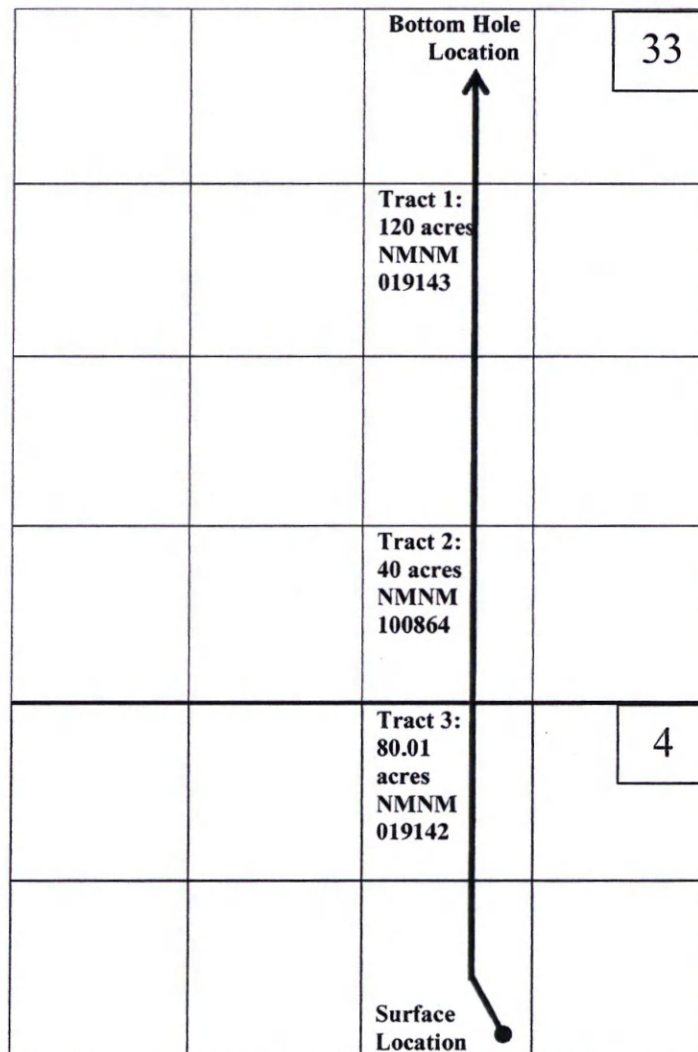 Bottom Hole
Location
33
Tract 1:
120 acres
NMNM
019143
Tract 2:
40 acres
NMNM
100864
Tract 3:
80.01
acres
NMNM
019142
4
Surface
Location